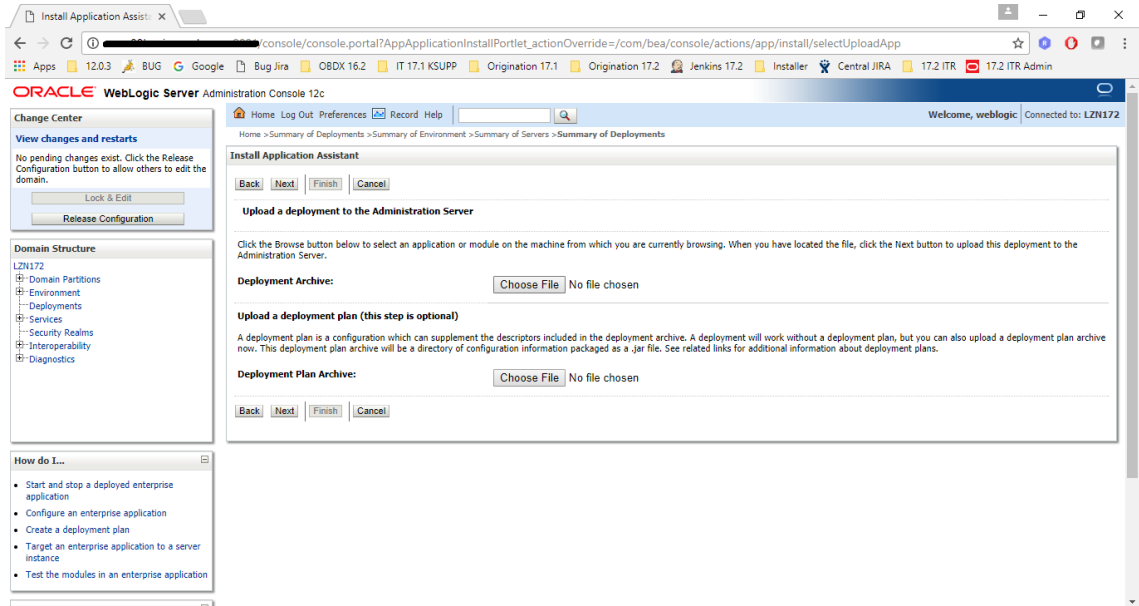 Install Application Assista
/console/console.portal?AppApplicationInstallPortlet_actionOverride=/com/bea/console/actions/app/install/selectUploadApp
Apps 12.0.3 BUG Google Bug Jira OBDX 16.2 IT 17.1 KSUPP Origination 17.1 Origination 17.2 Jenkins 17.2 Installer Central JIRA 17.2 ITR 17.2 ITR Admin
ORACLE WebLogic Server Administration Console 12c
Change Center
View changes and restarts
No pending changes exist. Click the Release
Configuration button to allow others to edit the
domain.
Lock & Edit
Release Configuration
Domain Structure
LZN172
Domain Partitions
Environment
Deployments
Services
Security Realms
Interoperability
Diagnostics
How do I...
Start and stop a deployed enterprise
application
Configure an enterprise application
Create a deployment plan
Target an enterprise application to a server
instance
Test the modules in an enterprise application
Home Log Out Preferences Record Help
Welcome, weblogic Connected to: LZN172
Home >Summary of Deployments >Summary of Environment >Summary of Servers >Summary of Deployments
Install Application Assistant
Back Next Finish Cancel
Upload a deployment to the Administration Server
Click the Browse button below to select an application or module on the machine from which you are currently browsing. When you have located the file, click the Next button to upload this deployment to the
Administration Server.
Deployment Archive: Choose File No file chosen
Upload a deployment plan (this step is optional)
A deployment plan is a configuration which can supplement the descriptors included in the deployment archive. A deployment will work without a deployment plan, but you can also upload a deployment plan archive
now. This deployment plan archive will be a directory of configuration information packaged as a .jar file. See related links for additional information about deployment plans.
Deployment Plan Archive: Choose File No file chosen
Back Next Finish Cancel